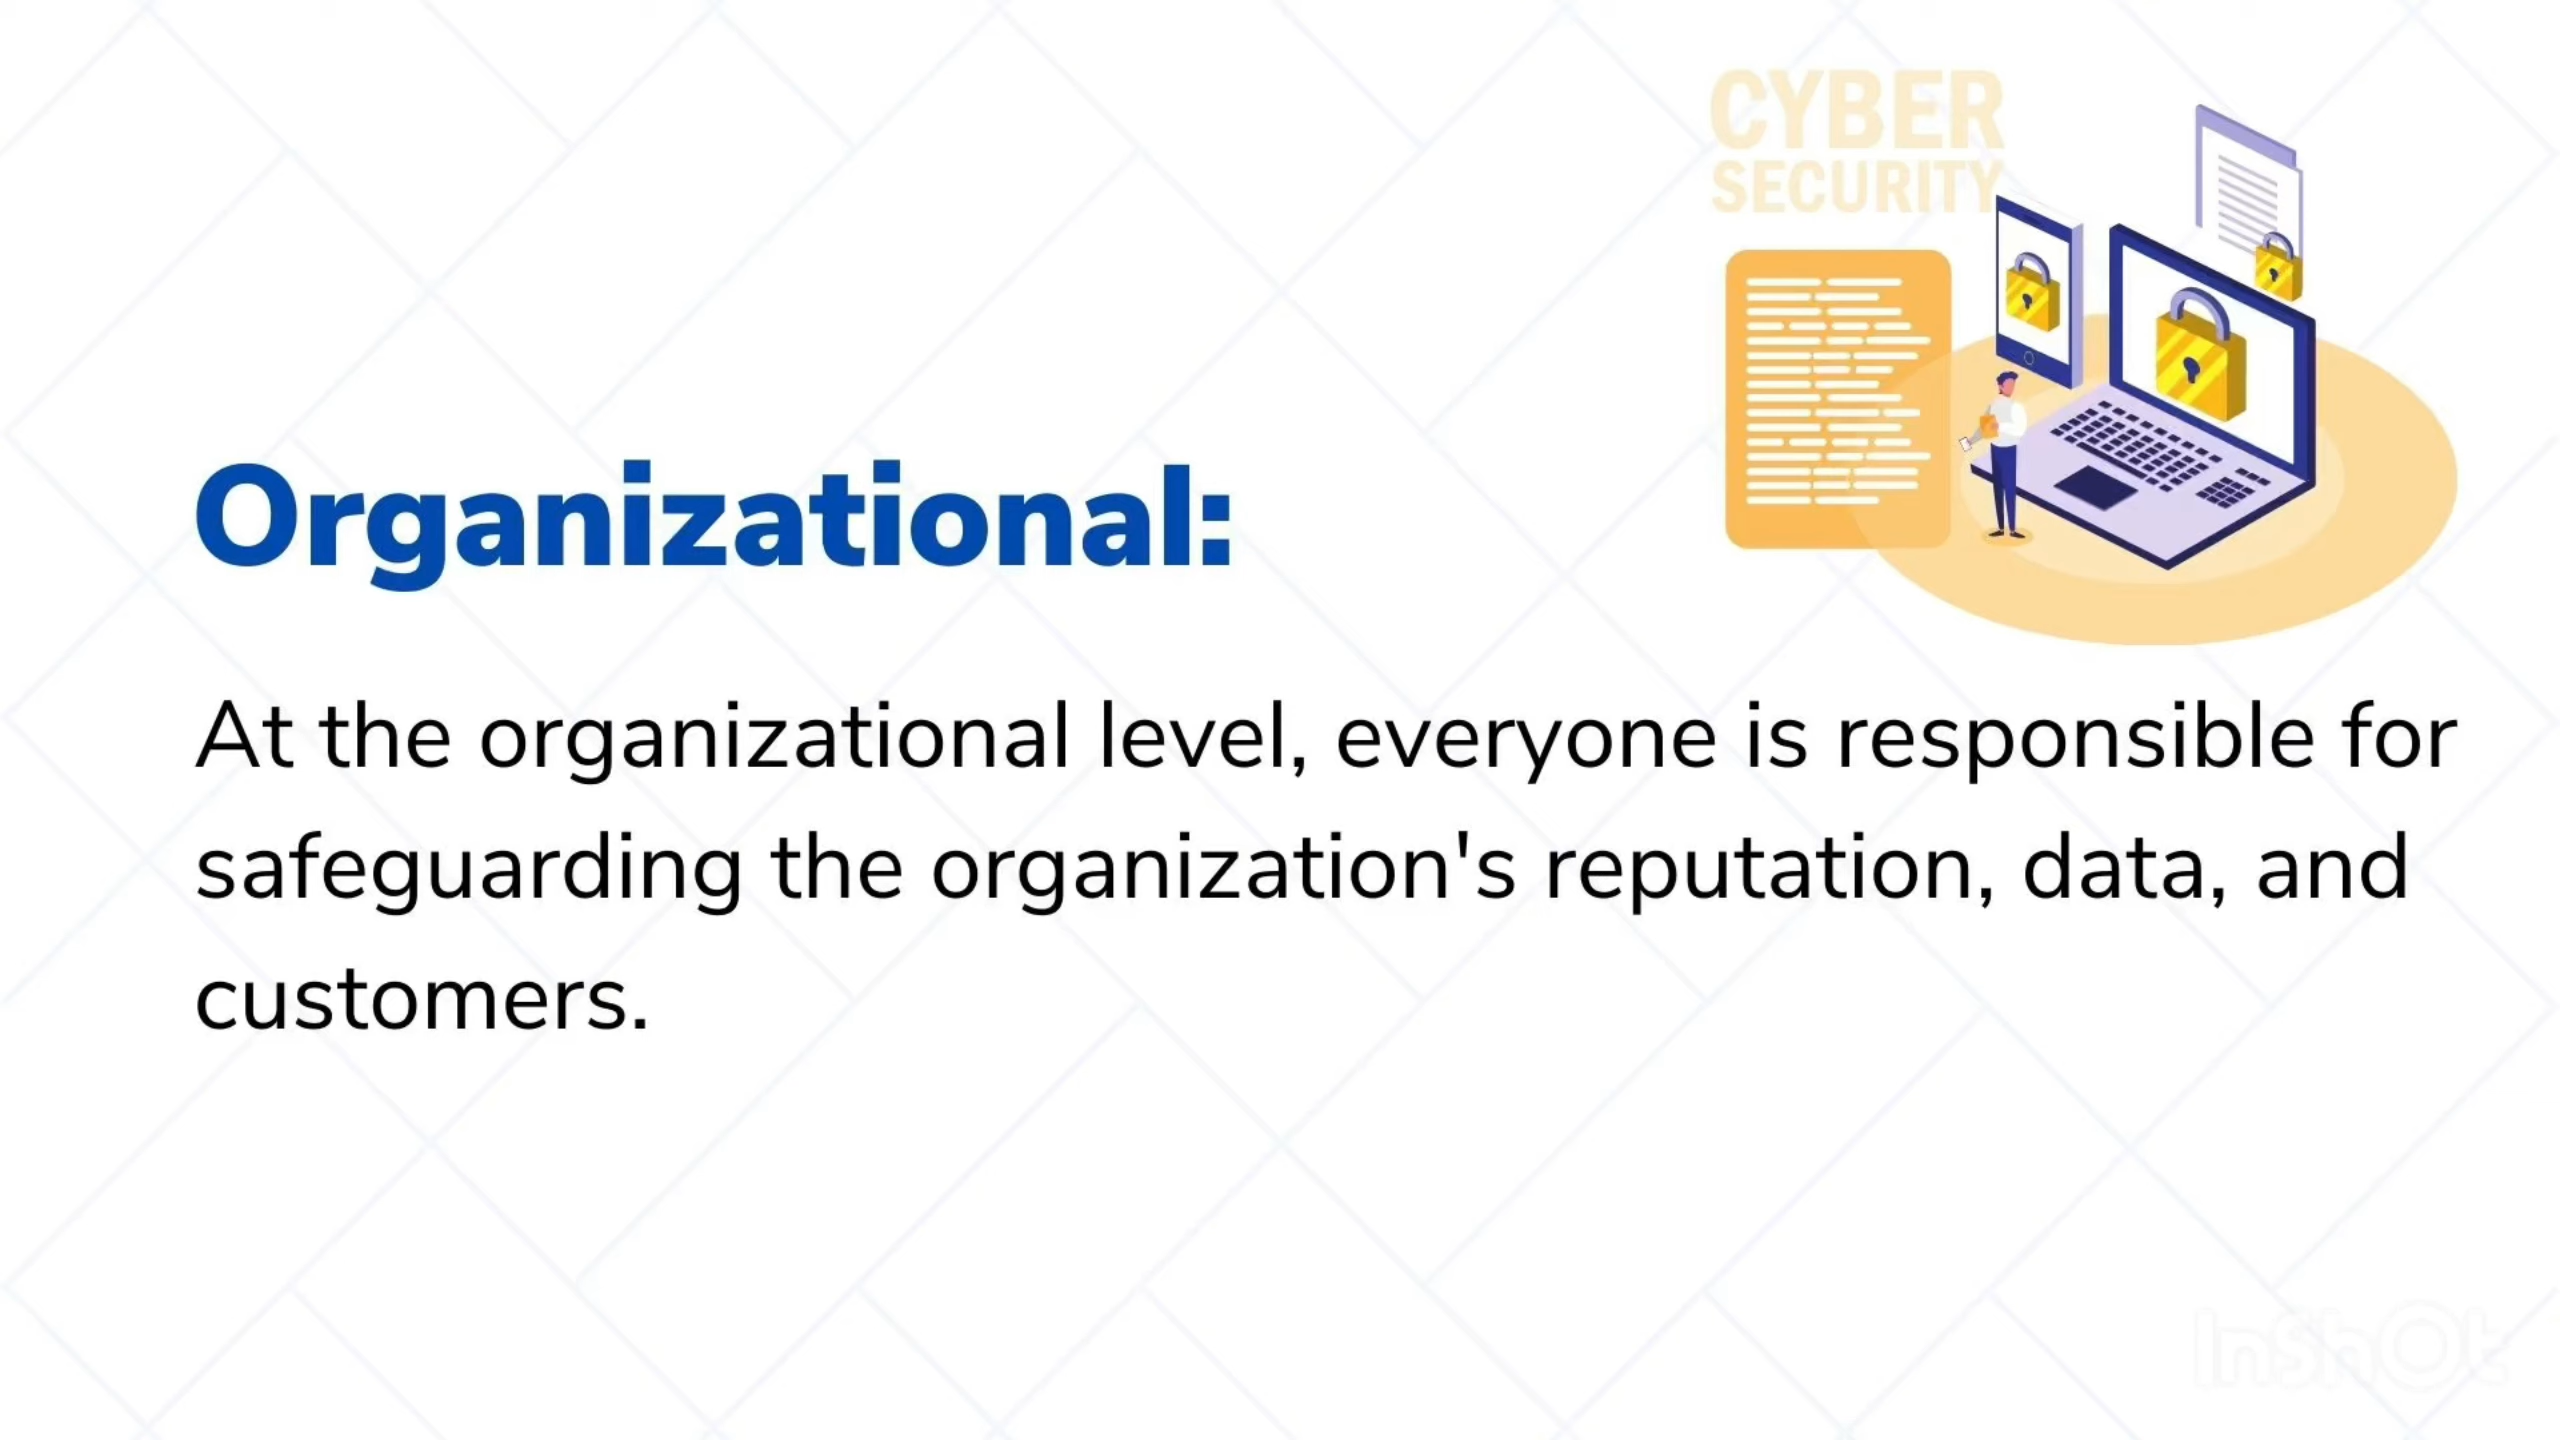 CYBER
SECURITY
Organizational:
At the organizational level, everyone is responsible for
safeguarding the organization's reputation, data, and
customers.
InShOt